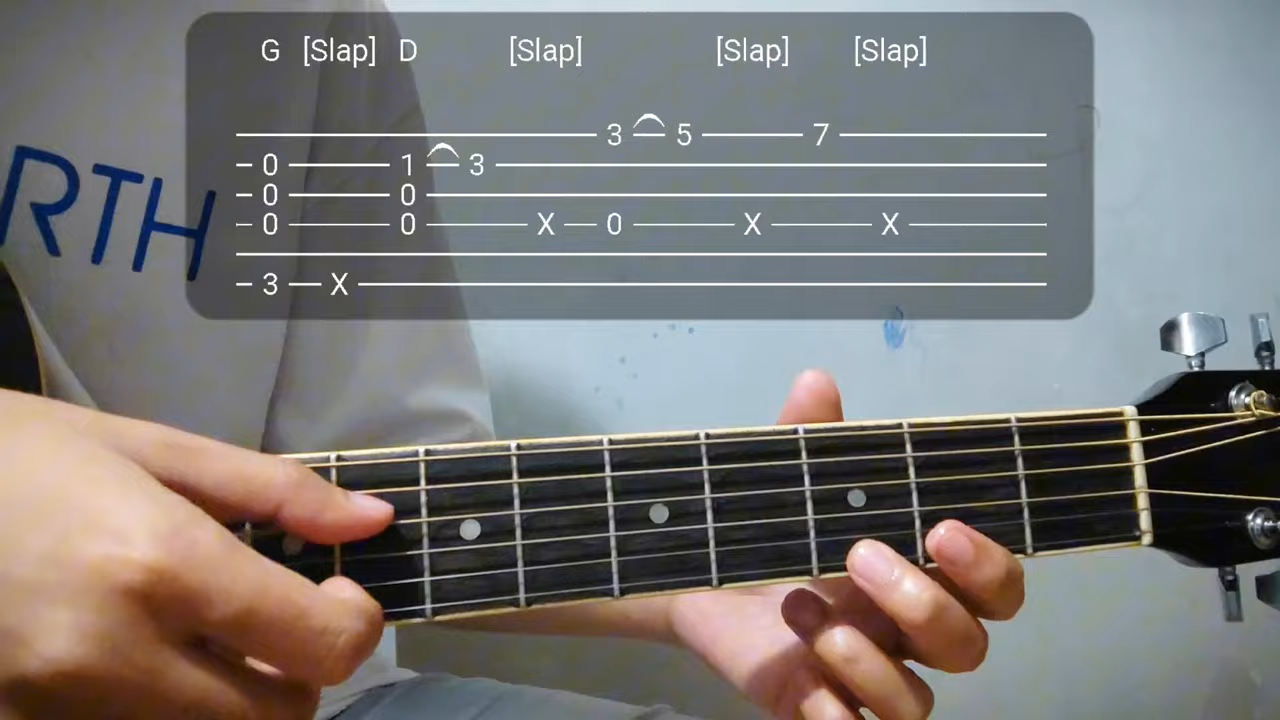 G [Slap] D [Slap] [Slap] [Slap]
3 5 7
0 1 3
0 0
0 0 X 0 X X
3 X
RTH